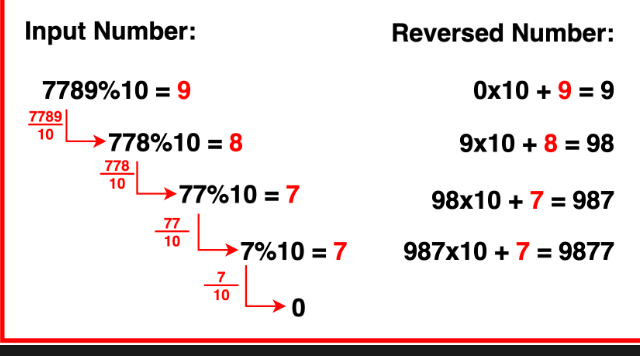 Input Number:
Reversed Number:
7789%10 = 9
0x10 + 9 = 9
7789
10
778%10 = 8
9x10 + 8 = 98
778
10
77%10 = 7
98x10 + 7 = 987
77
10
7%10 = 7
987x10 + 7 = 9877
7
10
0